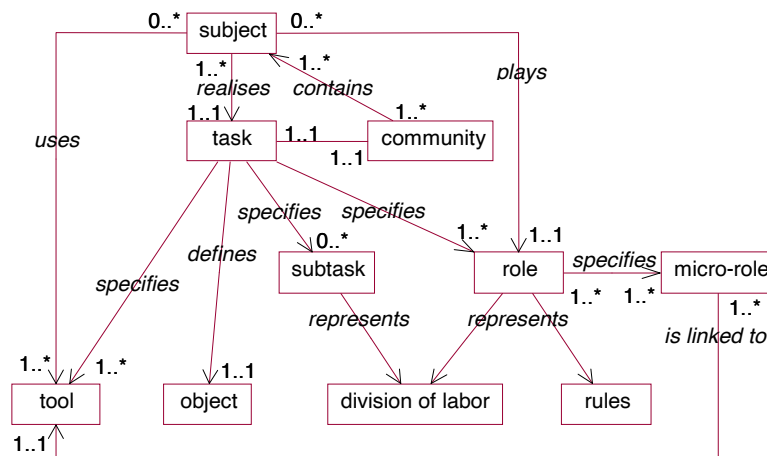 0..* subject 0..*
1..* 1..* plays
realises contains
1..1 1..1 1..*
uses task 1..1 community
specifies specifies
defines 0..* 1..* 1..1
subtask role specifies micro-role
specifies 1..* 1..* 1..*
represents represents is linked to
1..* 1..* 1..1
tool object division of labor rules
1..1